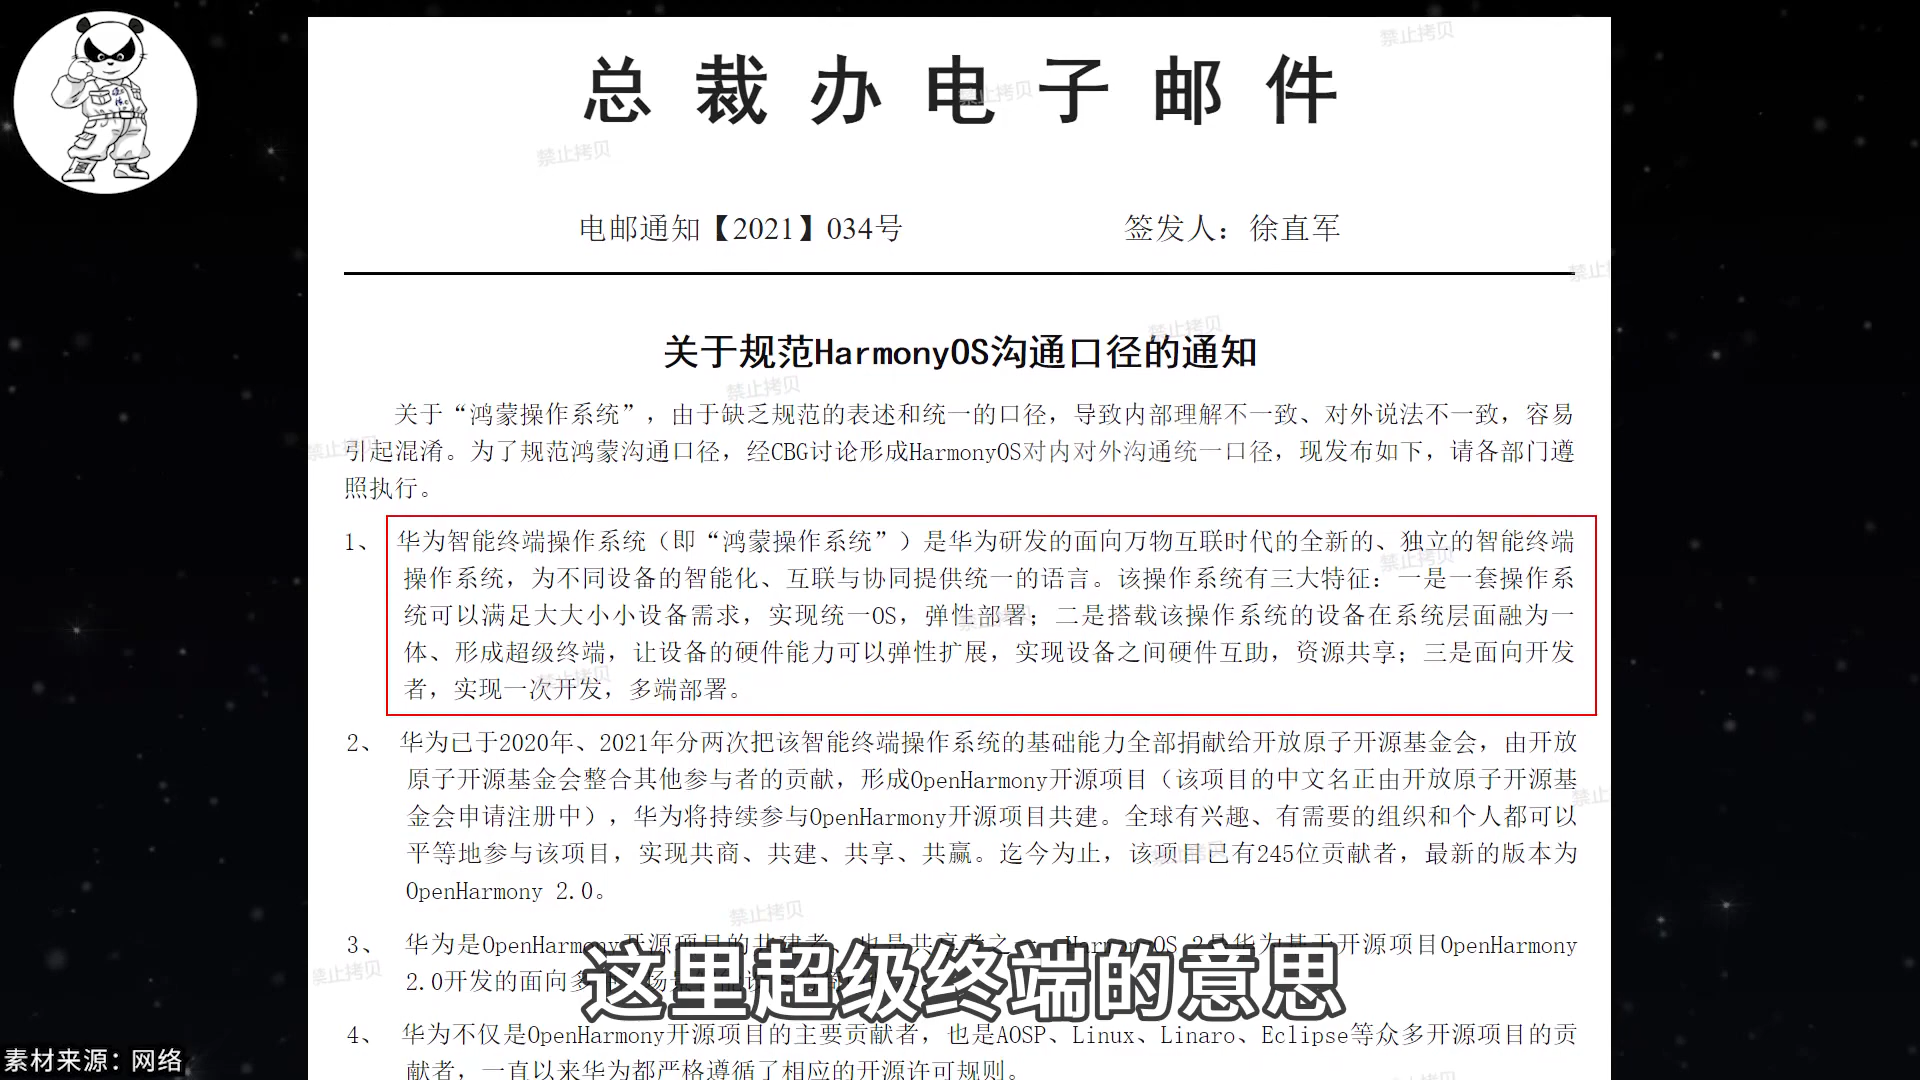 总裁办电子邮件
电邮通知【2021】034号 签发人：徐直军
关于规范HarmonyOS沟通口径的通知
关于“鸿蒙操作系统”，由于缺乏规范的表述和统一的口径，导致内部理解不一致、对外说法不一致，容易
引起混淆。为了规范鸿蒙沟通口径，经CBG讨论形成HarmonyOS对内对外沟通统一口径，现发布如下，请各部门遵
照执行。
1、 华为智能终端操作系统（即“鸿蒙操作系统”）是华为研发的面向万物互联时代的全新的、独立的智能终端
操作系统，为不同设备的智能化、互联与协同提供统一的语言。该操作系统有三大特征：一是一套操作系
统可以满足大大小小设备需求，实现统一OS，弹性部署；二是搭载该操作系统的设备在系统层面融为一
体、形成超级终端，让设备的硬件能力可以弹性扩展，实现设备之间硬件互助，资源共享；三是面向开发
者，实现一次开发，多端部署。
2、 华为已于2020年、2021年分两次把该智能终端操作系统的基础能力全部捐献给开放原子开源基金会，由开放
原子开源基金会整合其他参与者的贡献，形成OpenHarmony开源项目（该项目的中文名正由开放原子开源基
金会申请注册中），华为将持续参与OpenHarmony开源项目共建。全球有兴趣、有需要的组织和个人都可以
平等地参与该项目，实现共商、共建、共享、共赢。迄今为止，该项目已有245位贡献者，最新的版本为
OpenHarmony 2.0。
3、 华为是OpenHarmony开源项目的共建者、也是共享者之 HarmonyOS 2是华为基于开源项目OpenHarmony
2.0开发的面向多
这里超级终端的意思
4、 华为不仅是OpenHarmony开源项目的主要贡献者，也是AOSP、Linux、Linaro、Eclipse等众多开源项目的贡
献者，一直以来华为都严格遵循了相应的开源许可规则。
素材来源：网络
禁止拷贝